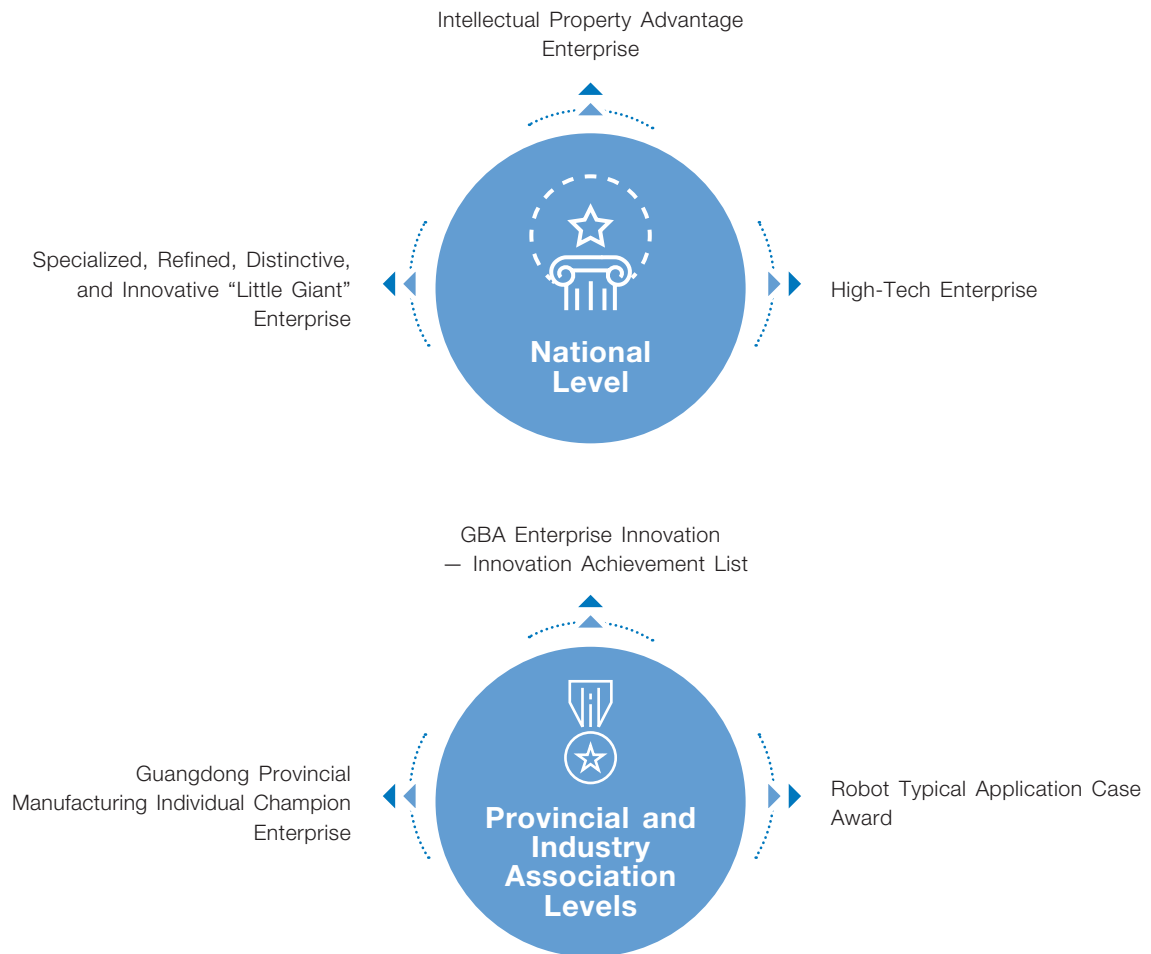 Intellectual Property Advantage
Enterprise
Specialized, Refined, Distinctive,
and Innovative “Little Giant”
Enterprise
National
Level
High-Tech Enterprise
GBA Enterprise Innovation
— Innovation Achievement List
Guangdong Provincial
Manufacturing Individual Champion
Enterprise
Provincial and
Industry
Association
Levels
Robot Typical Application Case
Award